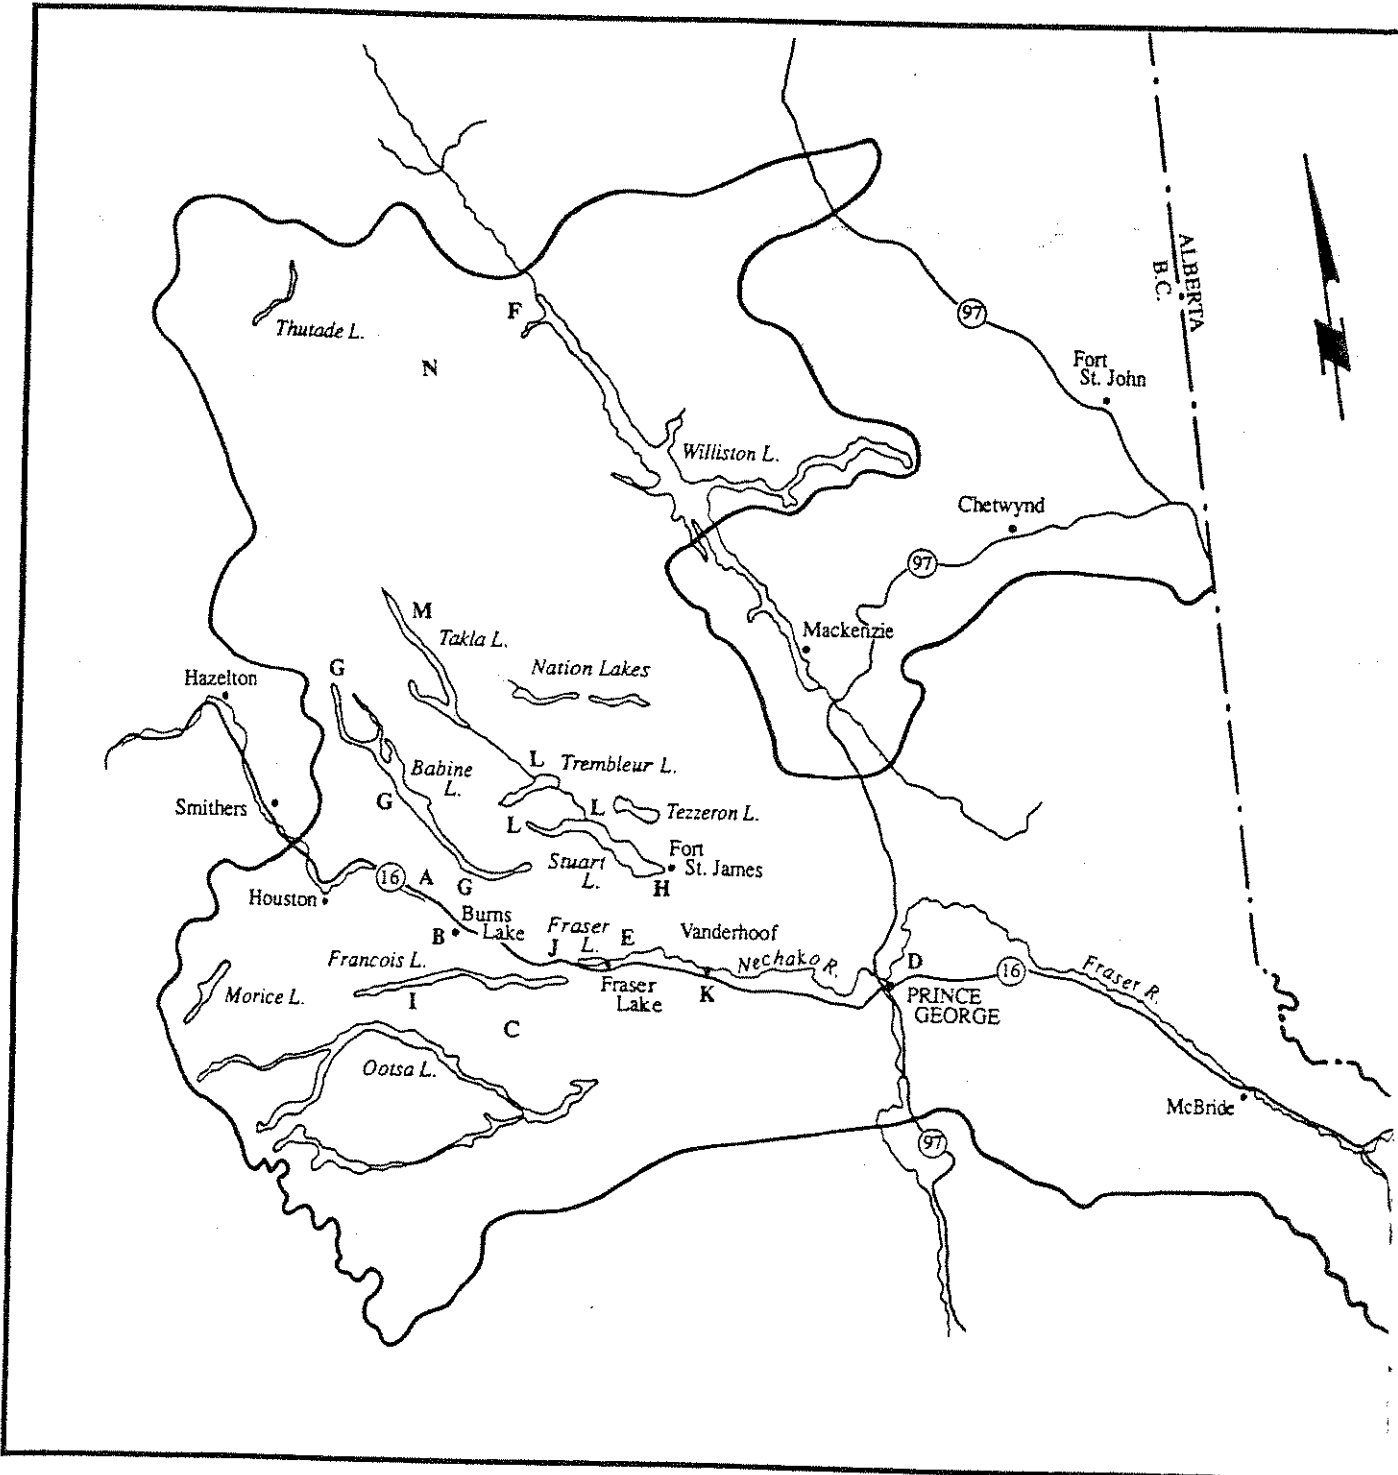 ALBERTA
B.C.
F
Thutade L.
97
N
Fort
St. John
Williston L.
Chetwynd
97
M
Takla L.
Mackenzie
G
Nation Lakes
Hazelton
L
Trembleur L.
Babine
L.
G
Smithers
L
Tezzeron L.
L
Stuart
L.
Fort
St. James
H
16
A
G
Houston
Burns
Lake
B
Fraser
L.
J
E
Vanderhoof
Nechako R.
D
16
Fraser R.
Francois L.
Morice L.
I
Fraser
Lake
K
PRINCE
GEORGE
C
Ootsa L.
McBride
97